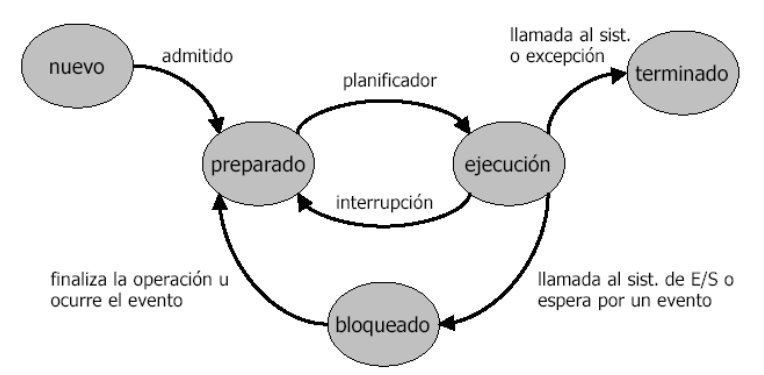 llamada al sist.
o excepción
nuevo
admitido
terminado
planificador
preparado
ejecución
interrupción
finaliza la operación u
ocurre el evento
llamada al sist. de E/S o
espera por un evento
bloqueado